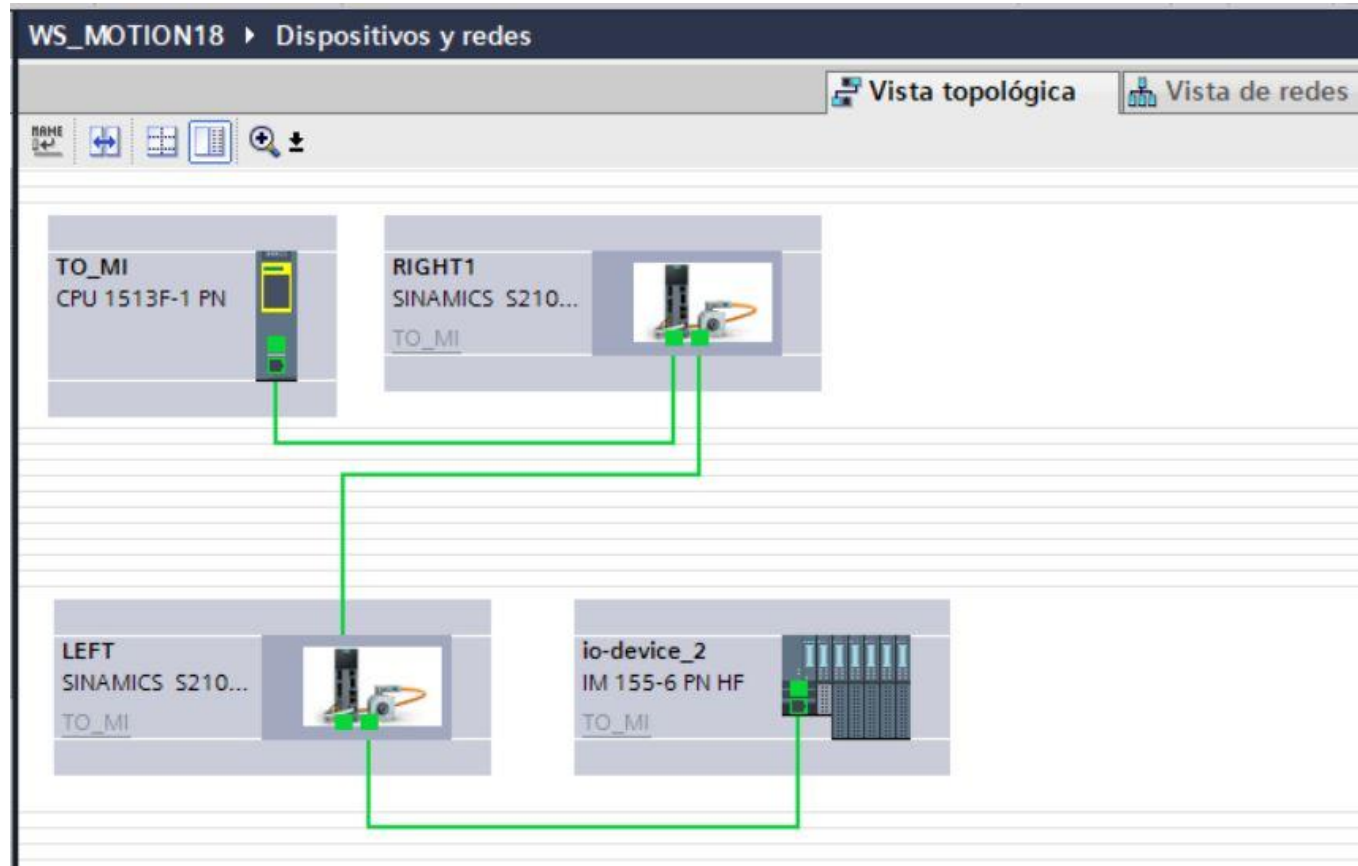 WS_MOTION18 ▸ Dispositivos y redes
Vista topológica
Vista de redes
NAME
TO_MI
CPU 1513F-1 PN
RIGHT1
SINAMICS S210...
TO_MI
LEFT
SINAMICS S210...
TO_MI
io-device_2
IM 155-6 PN HF
TO_MI